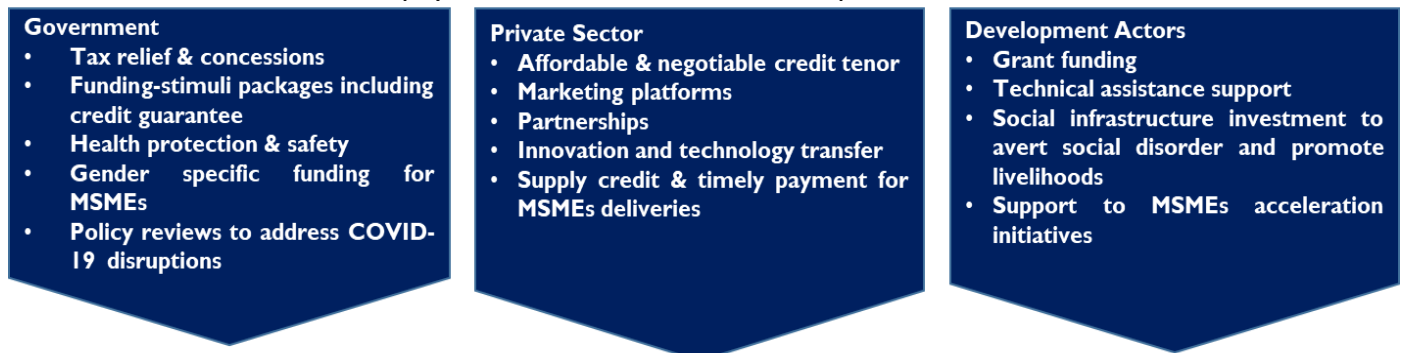 Government
• Tax relief & concessions
• Funding-stimuli packages including
credit guarantee
• Health protection & safety
• Gender specific funding for
MSMEs
• Policy reviews to address COVID-
19 disruptions
Private Sector
• Affordable & negotiable credit tenor
• Marketing platforms
• Partnerships
• Innovation and technology transfer
• Supply credit & timely payment for
MSMEs deliveries
Development Actors
• Grant funding
• Technical assistance support
• Social infrastructure investment to
avert social disorder and promote
livelihoods
• Support to MSMEs acceleration
initiatives